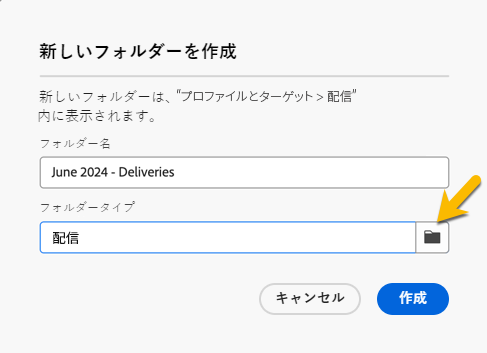 新しいフォルダーを作成
新しいフォルダーは、“プロファイルとターゲット > 配信”
内に表示されます。
フォルダー名
June 2024 - Deliveries
フォルダータイプ
配信
キャンセル 作成